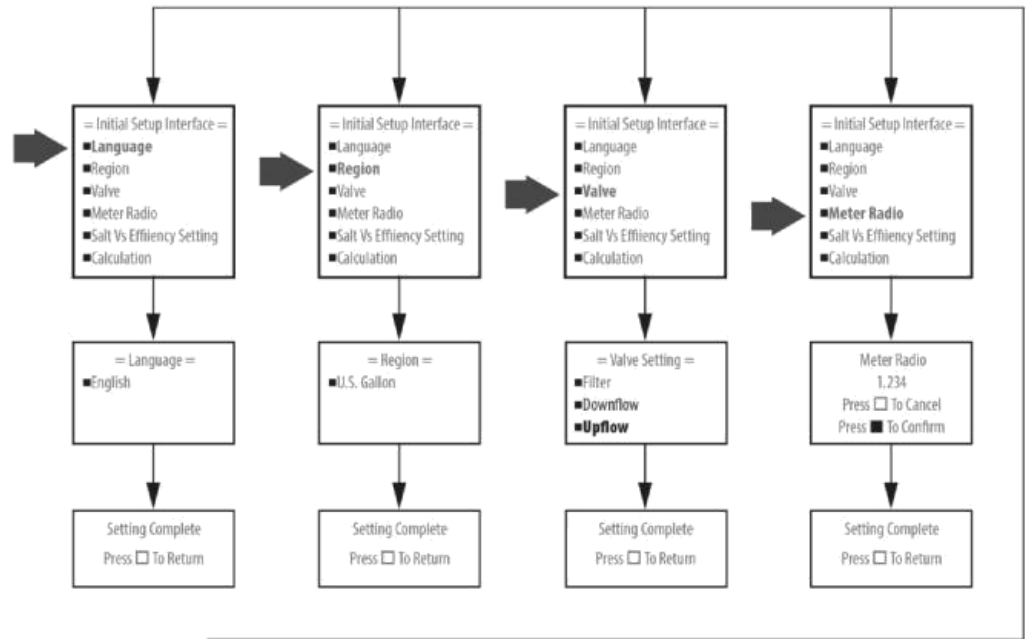 = Initial Setup Interface =
■Language
■Region
■Valve
■Meter Radio
■Salt Vs Effiiency Setting
■Calculation
= Language =
■English
Setting Complete
Press □ To Return
= Initial Setup Interface =
■Language
■Region
■Valve
■Meter Radio
■Salt Vs Effiiency Setting
■Calculation
= Region =
■U.S. Gallon
Setting Complete
Press □ To Return
= Initial Setup Interface =
■Language
■Region
■Valve
■Meter Radio
■Salt Vs Effiiency Setting
■Calculation
= Valve Setting =
■Filter
■Downflow
■Upflow
Setting Complete
Press □ To Return
= Initial Setup Interface =
■Language
■Region
■Valve
■Meter Radio
■Salt Vs Effiiency Setting
■Calculation
Meter Radio
1.234
Press □ To Cancel
Press ■ To Confirm
Setting Complete
Press □ To Return